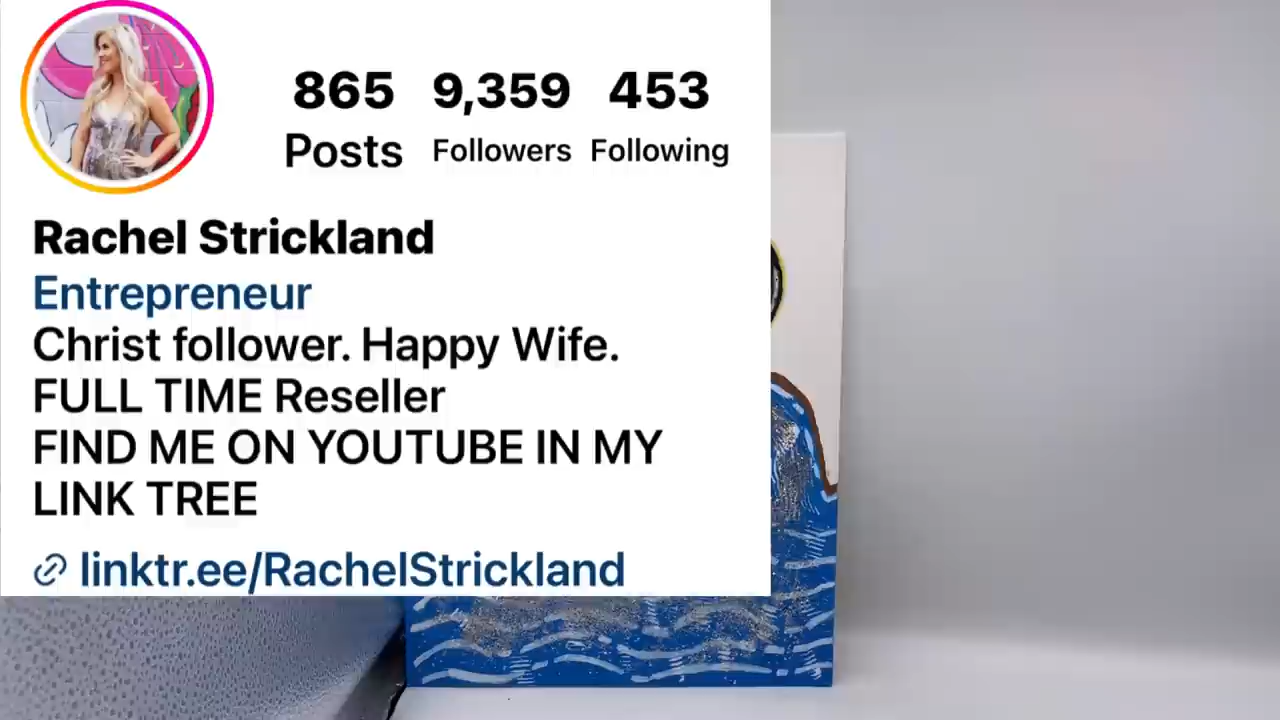 865 9,359 453
Posts Followers Following
Rachel Strickland
Entrepreneur
Christ follower. Happy Wife.
FULL TIME Reseller
FIND ME ON YOUTUBE IN MY
LINK TREE
linktr.ee/RachelStrickland